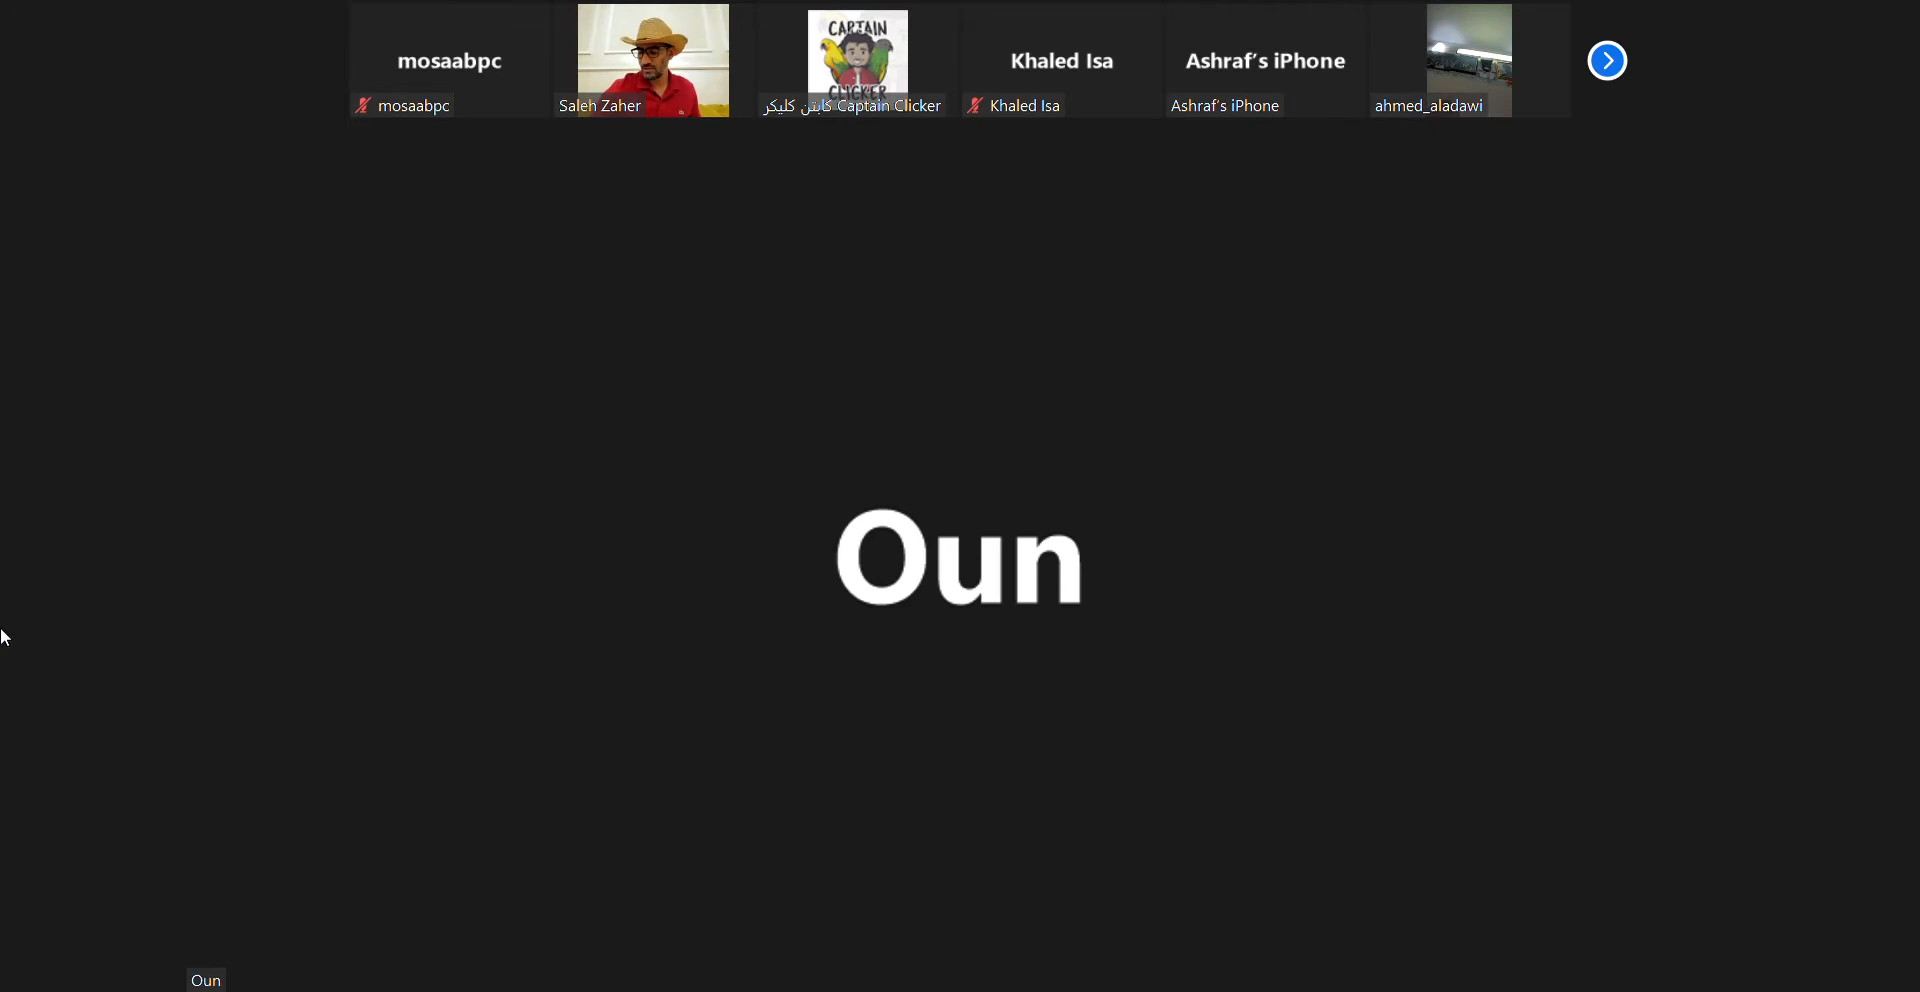 mosaabpc
mosaabpc
Saleh Zaher
CAPTAIN
CLICKER
كابتن كليكر Captain Clicker
Khaled Isa
Khaled Isa
Ashraf’s iPhone
Ashraf’s iPhone
ahmed_aladawi
Oun
Oun